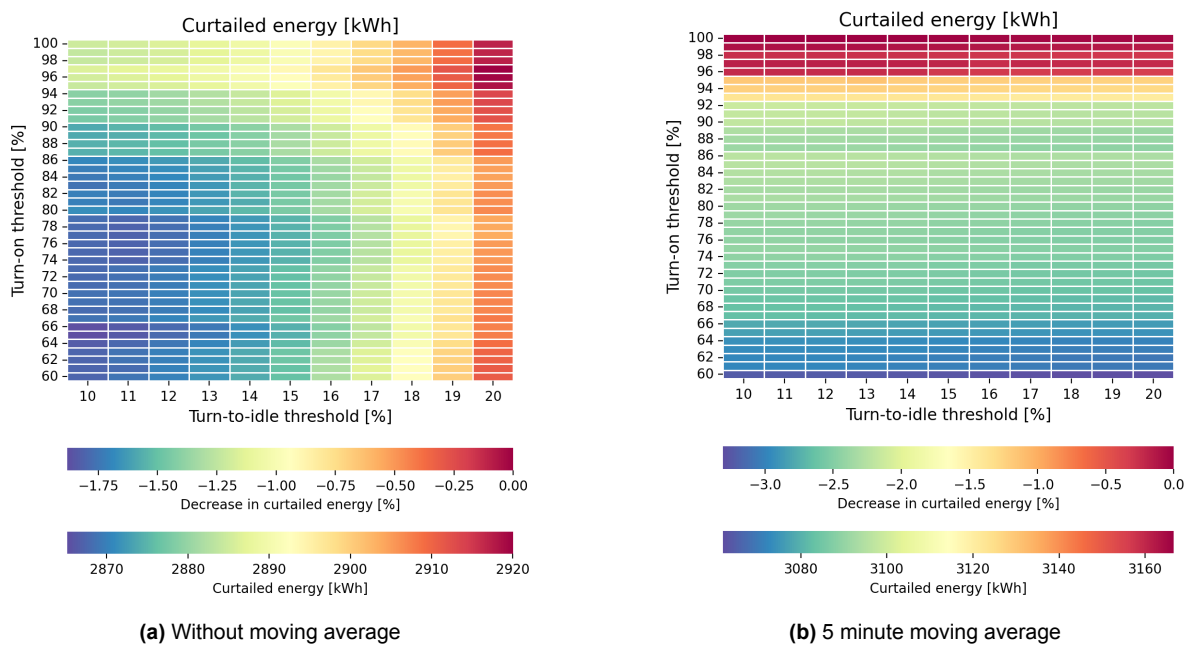 Curtailed energy [kWh]
Turn-on threshold [%]
100
98
96
94
92
90
88
86
84
82
80
78
76
74
72
70
68
66
64
62
60
10 11 12 13 14 15 16 17 18 19 20
Turn-to-idle threshold [%]
−1.75 −1.50 −1.25 −1.00 −0.75 −0.50 −0.25 0.00
Decrease in curtailed energy [%]
2870 2880 2890 2900 2910 2920
Curtailed energy [kWh]
(a) Without moving average
Curtailed energy [kWh]
Turn-on threshold [%]
100
98
96
94
92
90
88
86
84
82
80
78
76
74
72
70
68
66
64
62
60
10 11 12 13 14 15 16 17 18 19 20
Turn-to-idle threshold [%]
−3.0 −2.5 −2.0 −1.5 −1.0 −0.5 0.0
Decrease in curtailed energy [%]
3080 3100 3120 3140 3160
Curtailed energy [kWh]
(b) 5 minute moving average